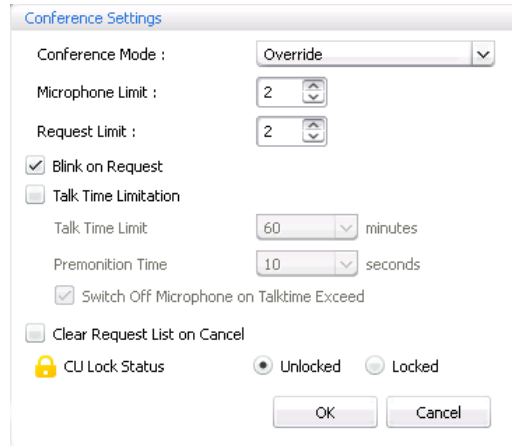 Conference Settings
Conference Mode : Override
Microphone Limit : 2
Request Limit : 2
Blink on Request
Talk Time Limitation
Talk Time Limit 60 minutes
Premonition Time 10 seconds
Switch Off Microphone on Talktime Exceed
Clear Request List on Cancel
CU Lock Status Unlocked Locked
OK Cancel